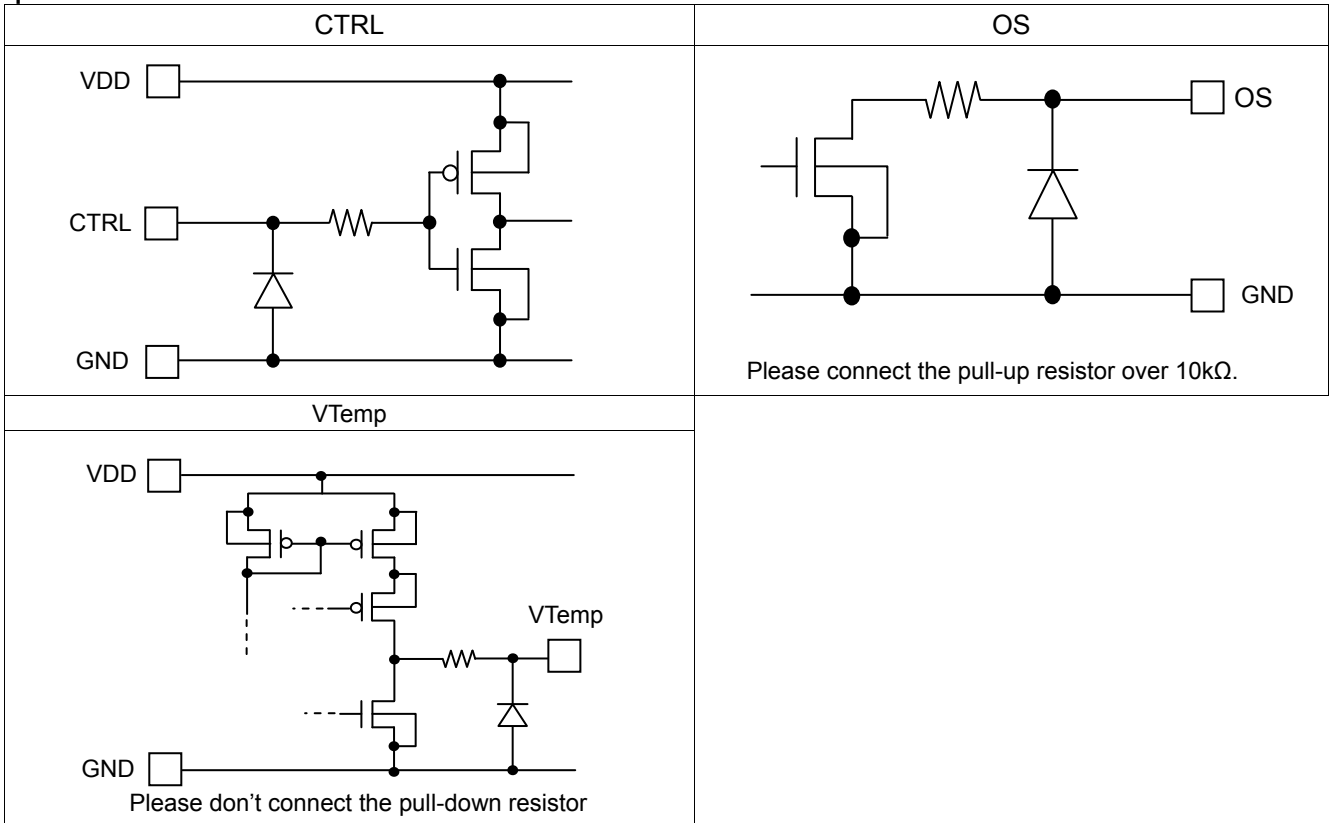 CTRL
OS
VDD
CTRL
GND
OS
GND
Please connect the pull-up resistor over 10kΩ.
VTemp
VDD
VTemp
GND
Please don’t connect the pull-down resistor